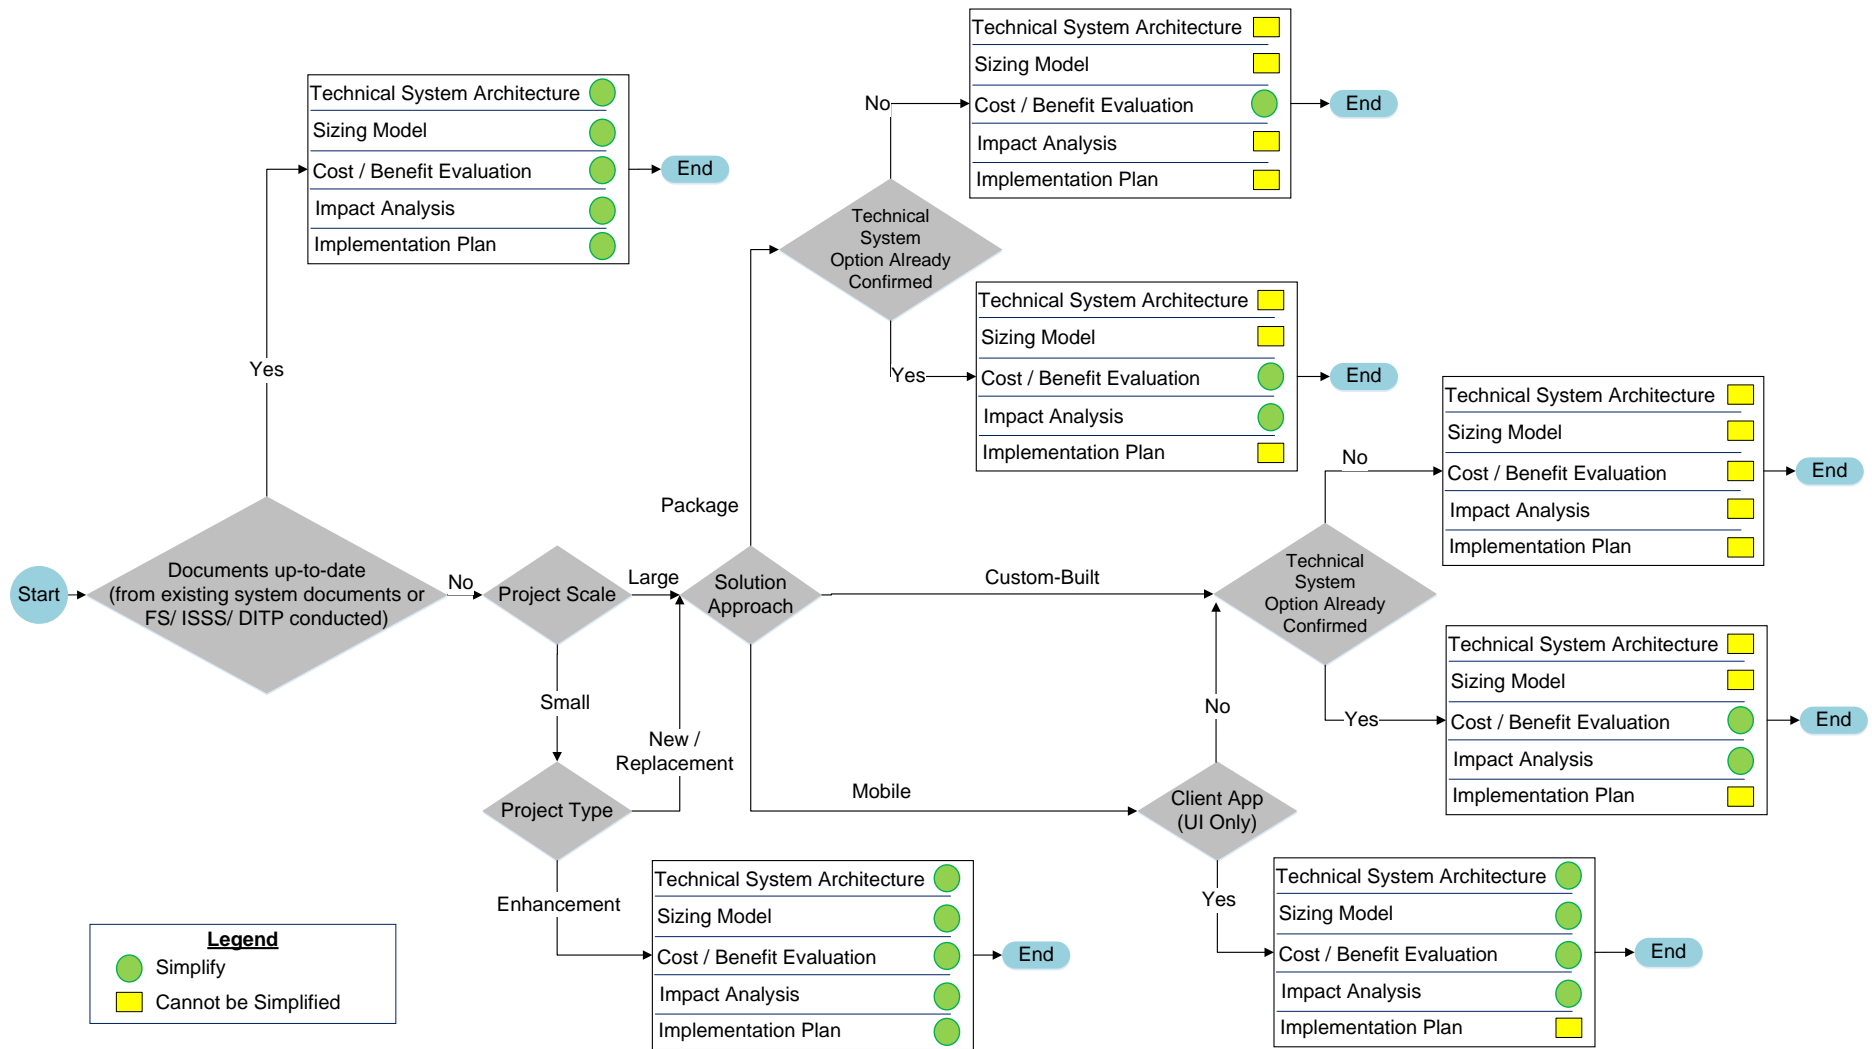 Start
Documents up-to-date
(from existing system documents or
FS/ ISSS/ DITP conducted)
Yes
Technical System Architecture
Sizing Model
Cost / Benefit Evaluation
Impact Analysis
Implementation Plan
End
No
Project Scale
Large
Small
Project Type
New /
Replacement
Enhancement
Technical System Architecture
Sizing Model
Cost / Benefit Evaluation
Impact Analysis
Implementation Plan
End
Solution
Approach
Package
Technical
System
Option Already
Confirmed
No
Technical System Architecture
Sizing Model
Cost / Benefit Evaluation
Impact Analysis
Implementation Plan
End
Yes
Technical System Architecture
Sizing Model
Cost / Benefit Evaluation
Impact Analysis
Implementation Plan
End
Custom-Built
Technical
System
Option Already
Confirmed
No
Technical System Architecture
Sizing Model
Cost / Benefit Evaluation
Impact Analysis
Implementation Plan
End
Yes
Technical System Architecture
Sizing Model
Cost / Benefit Evaluation
Impact Analysis
Implementation Plan
End
Mobile
Client App
(UI Only)
No
Yes
Technical System Architecture
Sizing Model
Cost / Benefit Evaluation
Impact Analysis
Implementation Plan
End
Legend
Simplify
Cannot be Simplified